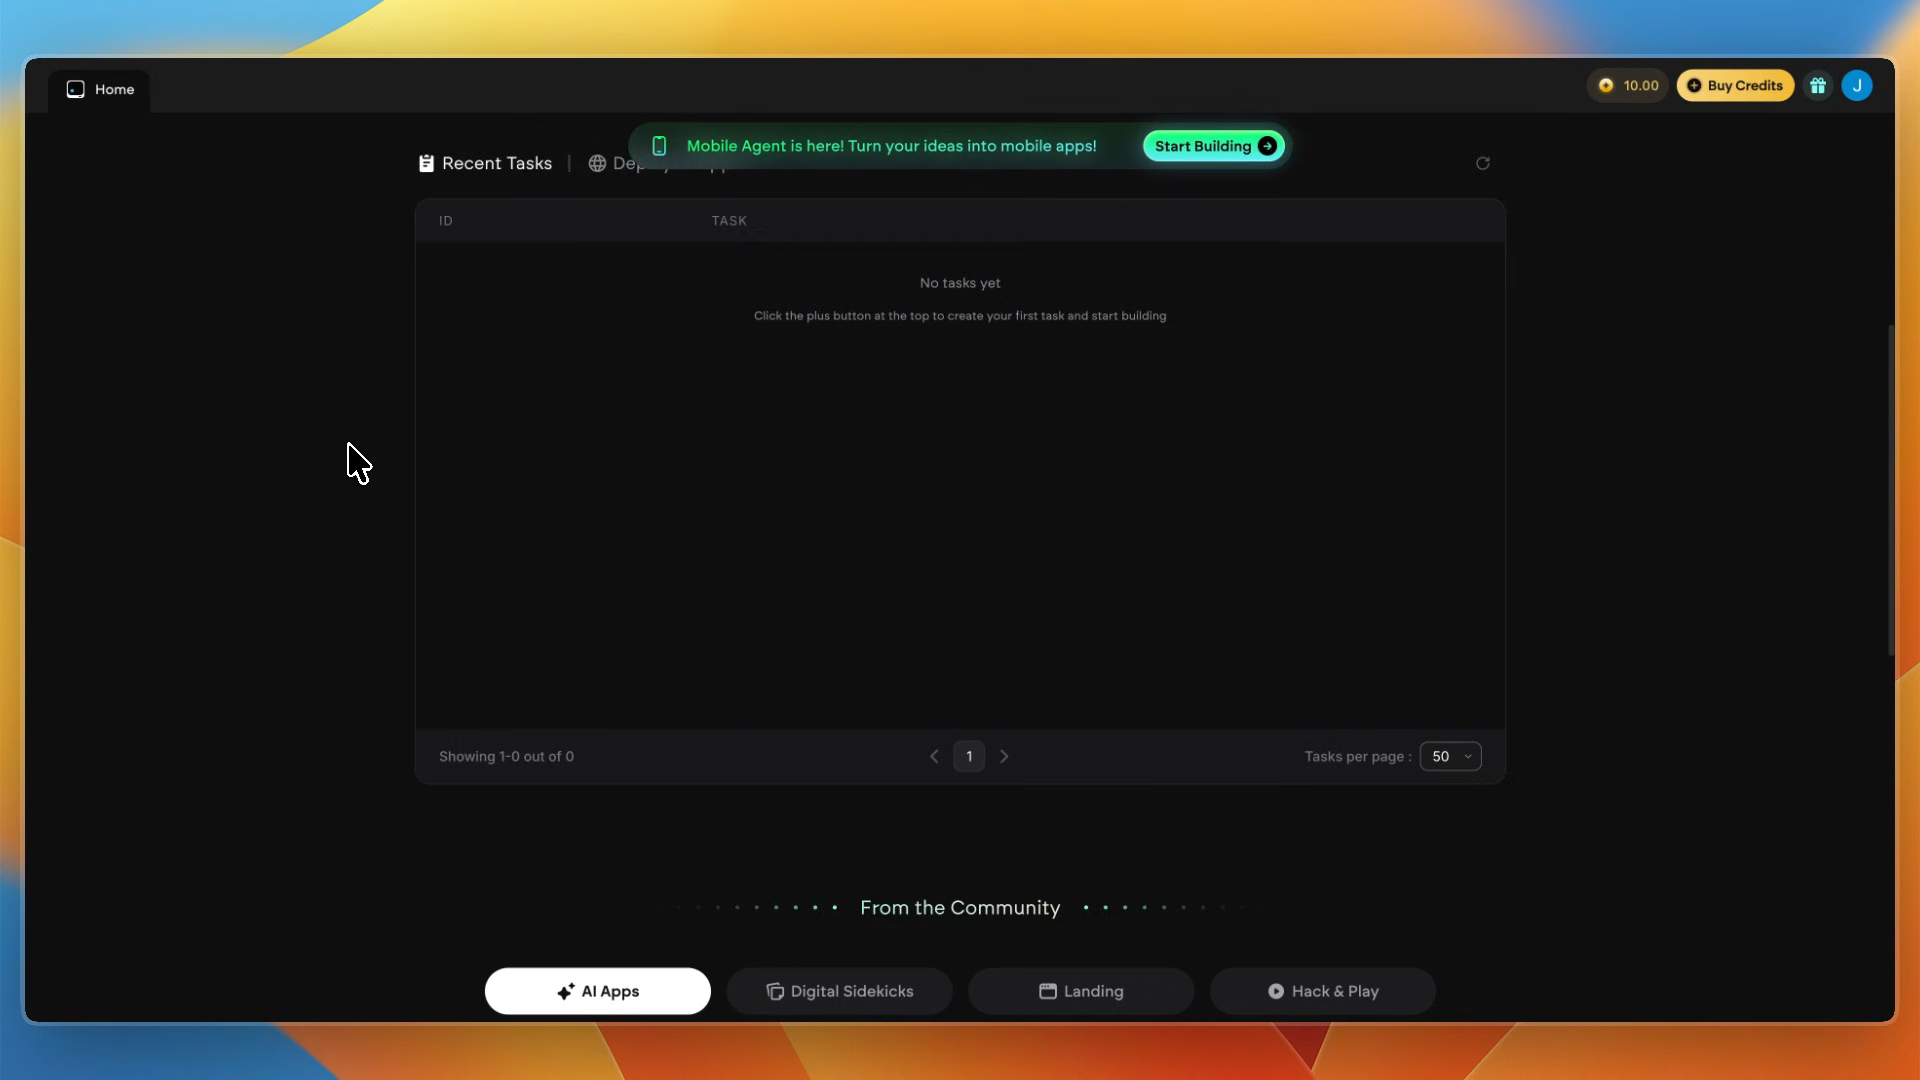 Home
10.00
Buy Credits
J
Mobile Agent is here! Turn your ideas into mobile apps!
Start Building
Recent Tasks
ID
TASK
No tasks yet
Click the plus button at the top to create your first task and start building
Showing 1-0 out of 0
1
Tasks per page :
50
From the Community
AI Apps
Digital Sidekicks
Landing
Hack & Play